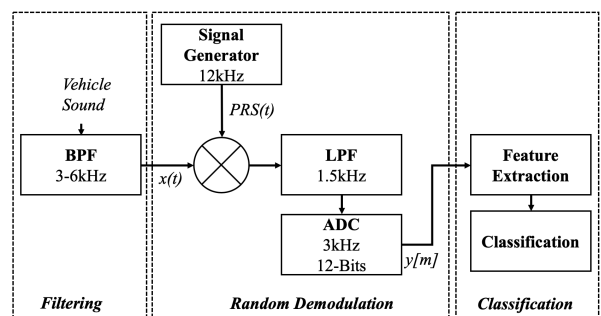 Signal
Generator
12kHz
Vehicle
Sound
PRS(t)
BPF
3-6kHz
x(t)
LPF
1.5kHz
Feature
Extraction
ADC
3kHz
12-Bits
y[m]
Classification
Filtering
Random Demodulation
Classification